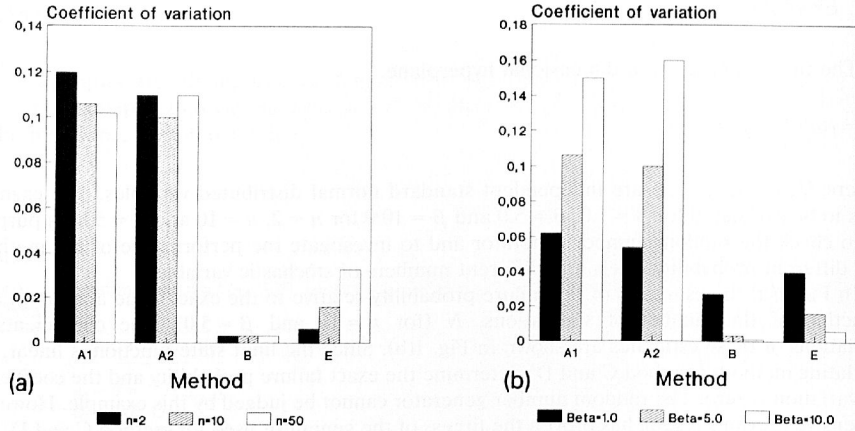 Coefficient of variation
0,14
0,12
0,1
0,08
0,06
0,04
0,02
0
A1 A2 B E
(a) Method
n=2 n=10 n=50
Coefficient of variation
0,18
0,16
0,14
0,12
0,1
0,08
0,06
0,04
0,02
0
A1 A2 B E
(b) Method
Beta=1.0 Beta=5.0 Beta=10.0